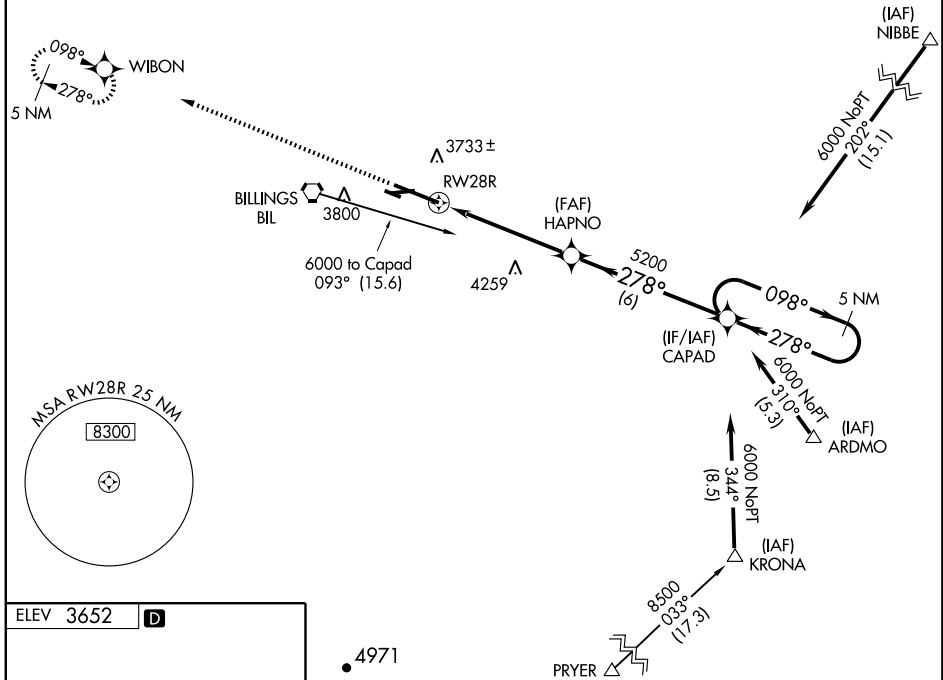 (IAF)
NIBBE
098°
WIBON
278°
5 NM
6000 NoPT
202°
(15.1)
3733 ±
RW28R
BILLINGS
BIL
3800
(FAF)
HAPNO
6000 to Capad
093° (15.6)
4259
5200
278°
(6)
098°
5 NM
278°
(IF/IAF)
CAPAD
6000 NoPT
310°
(5.3)
(IAF)
ARDMO
MSA RW28R 25 NM
8300
6000 NoPT
344°
(8.5)
(IAF)
KRONA
8500
033°
(17.3)
PRYER
ELEV 3652 D
4971